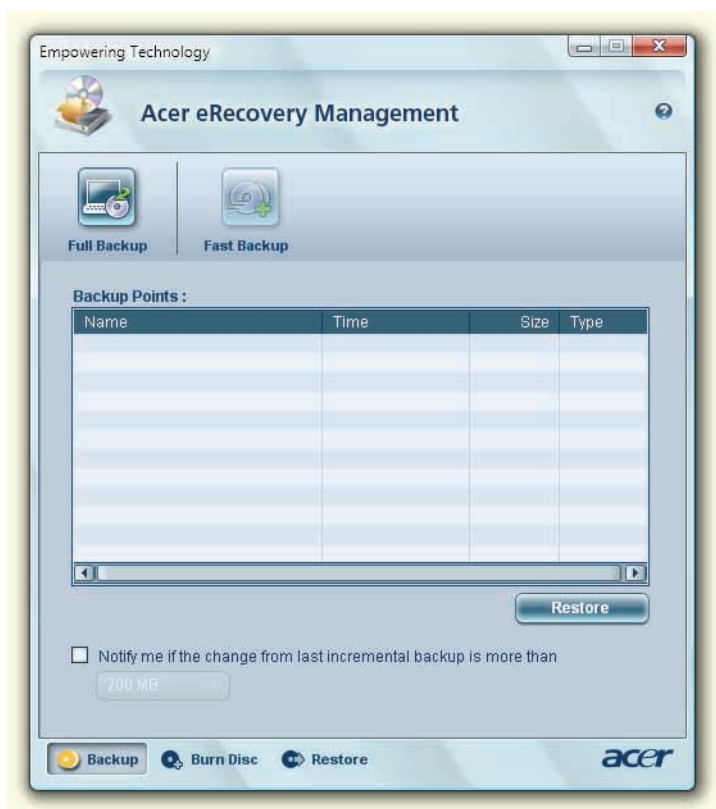 Empowering Technology
Acer eRecovery Management
Full Backup Fast Backup
Backup Points :
Name Time Size Type
Restore
Notify me if the change from last incremental backup is more than
200 MB
Backup Burn Disc Restore acer